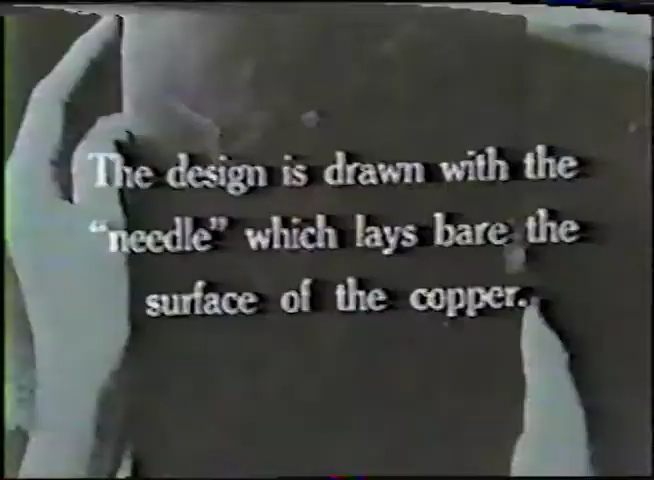 The design is drawn with the
“needle” which lays bare the
surface of the copper.